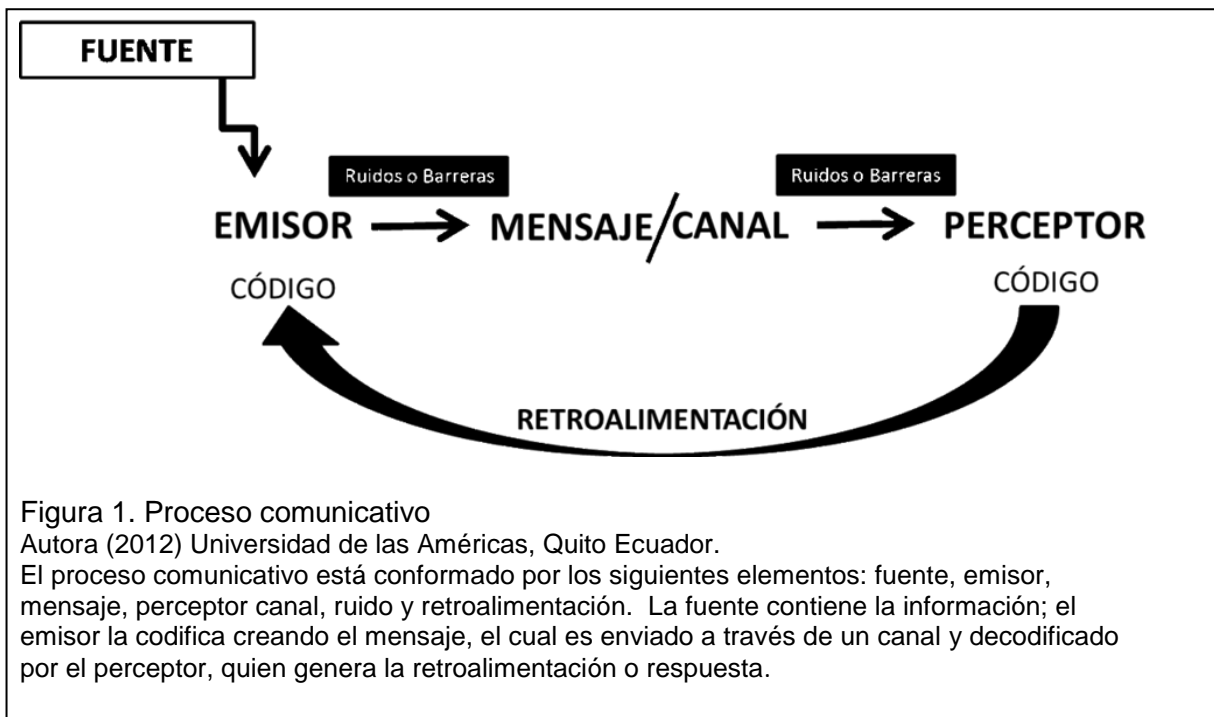 FUENTE
Ruidos o Barreras
Ruidos o Barreras
EMISOR
MENSAJE/CANAL
PERCEPTOR
CÓDIGO
CÓDIGO
RETROALIMENTACIÓN
Figura 1. Proceso comunicativo
Autora (2012) Universidad de las Américas, Quito Ecuador.
El proceso comunicativo está conformado por los siguientes elementos: fuente, emisor,
mensaje, perceptor canal, ruido y retroalimentación. La fuente contiene la información; el
emisor la codifica creando el mensaje, el cual es enviado a través de un canal y decodificado
por el perceptor, quien genera la retroalimentación o respuesta.